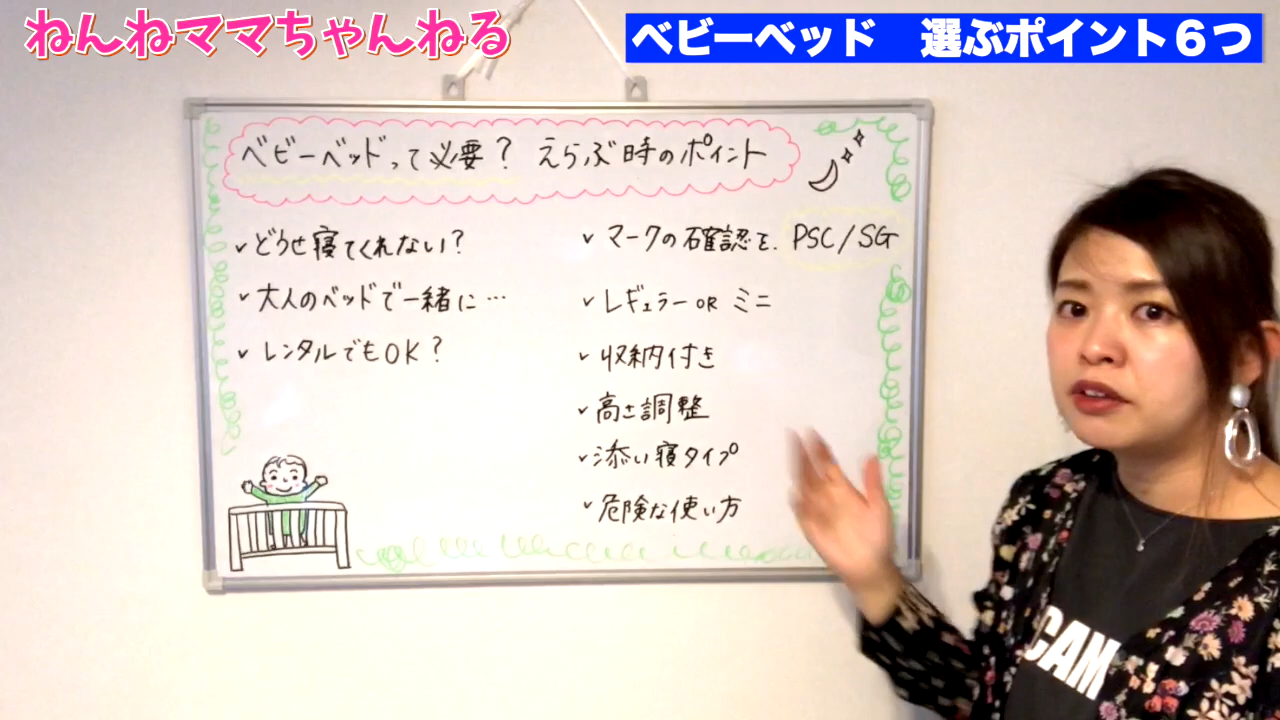 ねんねママちゃんねる
ベビーベッド　選ぶポイント６つ
ベビーベッドって必要？ えらぶ時のポイント
✓ どうせ寝てくれない？
✓ 大人のベッドで一緒に…
✓ レンタルでもOK？
✓ マークの確認を. PSC/SG
✓ レギュラー OR ミニ
✓ 収納付き
✓ 高さ調整
✓ 添い寝タイプ
✓ 危険な使い方
CAM